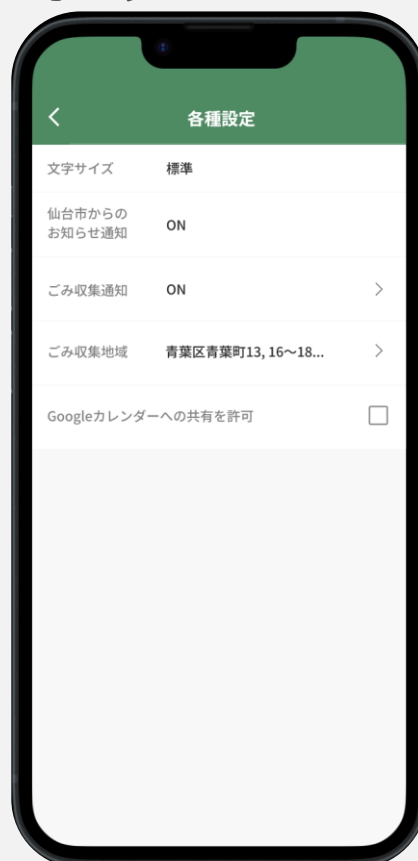 各種設定
文字サイズ 標準
仙台市からの
お知らせ通知 ON
ごみ収集通知 ON
ごみ収集地域 青葉区青葉町13, 16〜18...
Googleカレンダーへの共有を許可